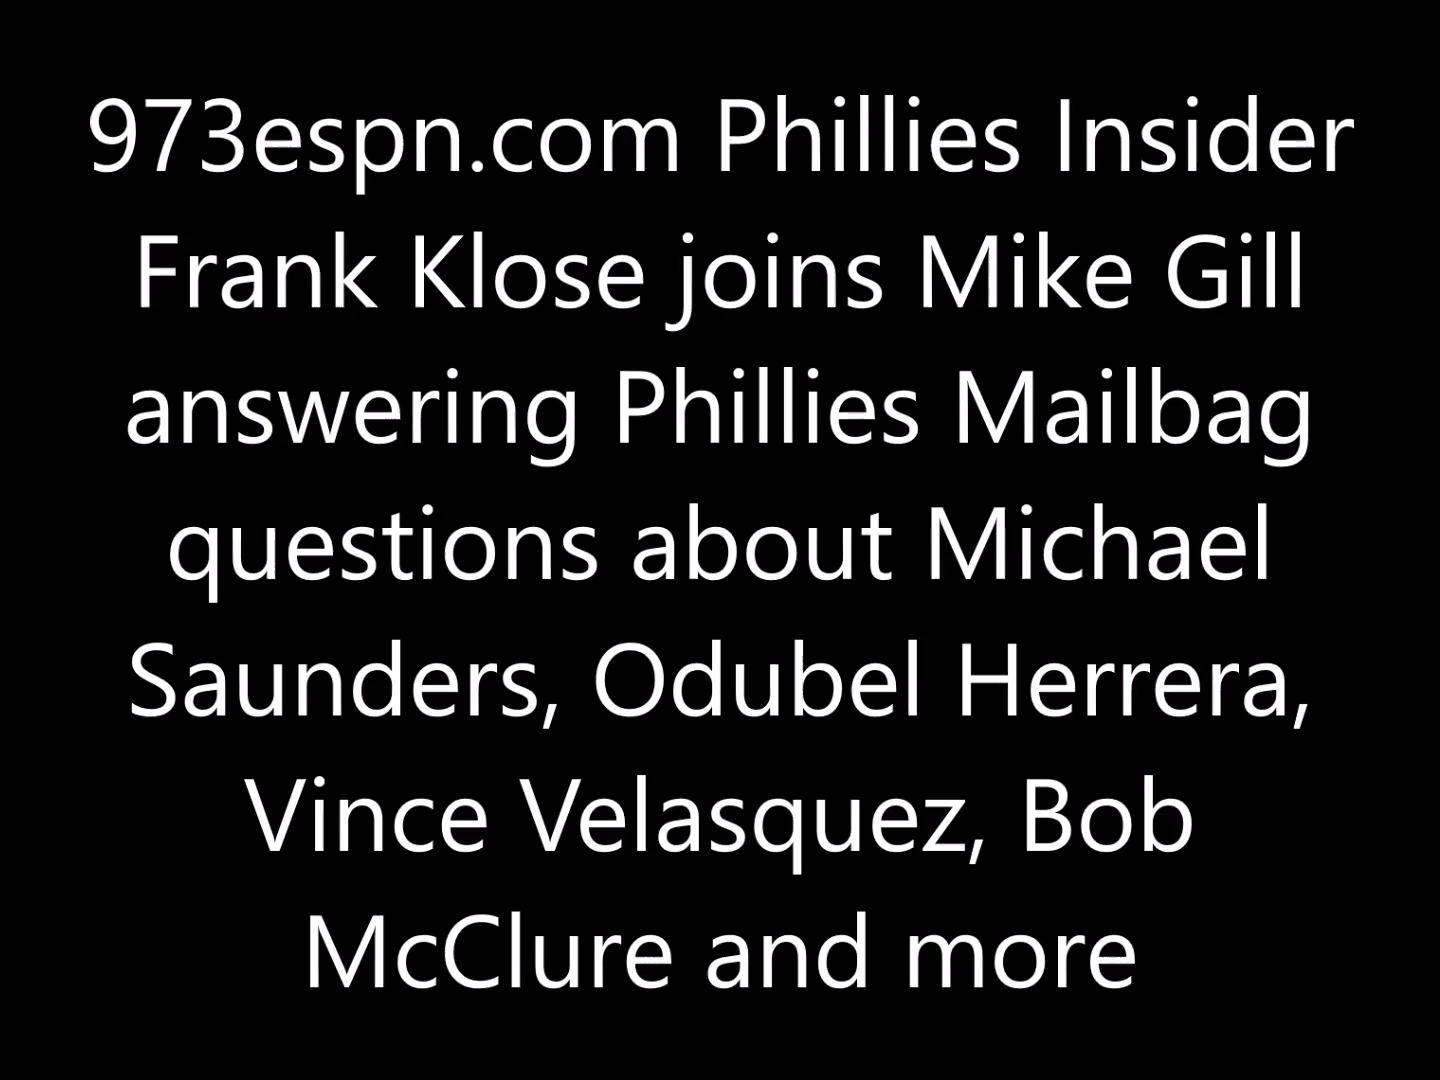 973espn.com Phillies Insider
Frank Klose joins Mike Gill
answering Phillies Mailbag
questions about Michael
Saunders, Odubel Herrera,
Vince Velasquez, Bob
McClure and more